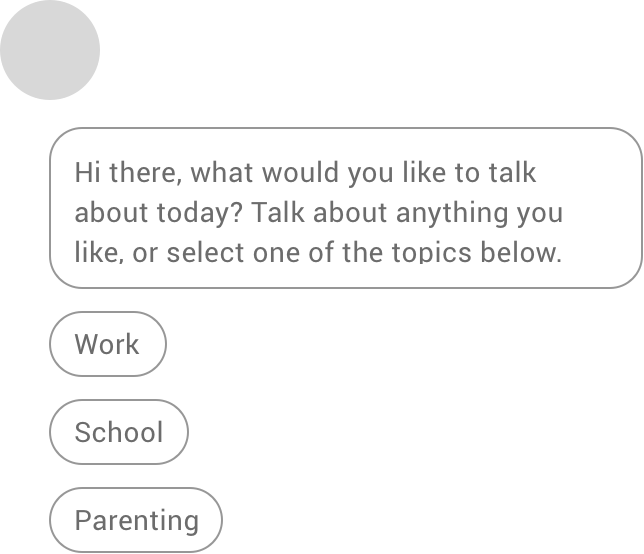 Hi there, what would you like to talk
about today? Talk about anything you
like, or select one of the topics below.
Work
School
Parenting